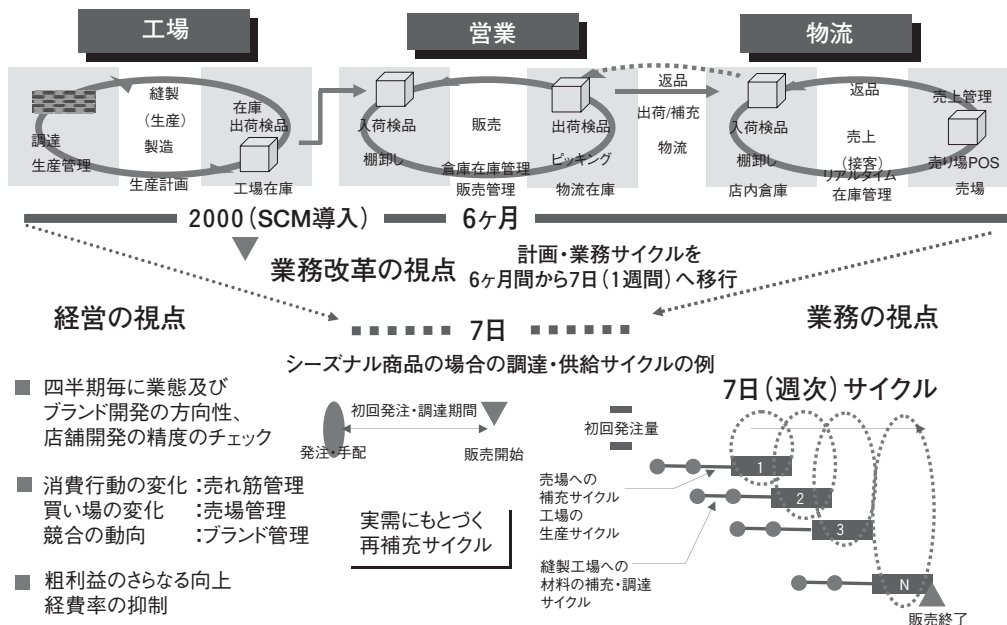 工場
営業
物流
縫製
（生産）
製造
在庫
出荷検品
調達
生産管理
生産計画
工場在庫
入荷検品
棚卸し
販売
倉庫在庫管理
販売管理
出荷検品
ピッキング
物流在庫
返品
出荷/補充
物流
入荷検品
棚卸し
店内倉庫
返品
売上
（接客）
リアルタイム
在庫管理
売上管理
売り場POS
売場
2000（SCM導入）
6ヶ月
業務改革の視点
計画・業務サイクルを
6ヶ月間から7日（1週間）へ移行
経営の視点
7日
業務の視点
シーズナル商品の場合の調達・供給サイクルの例
■ 四半期毎に業態及び
ブランド開発の方向性、
店舗開発の精度のチェック
■ 消費行動の変化：売れ筋管理
買い場の変化　：売場管理
競合の動向　　：ブランド管理
■ 粗利益のさらなる向上
経費率の抑制
初回発注・調達期間
発注・手配
販売開始
実需にもとづく
再補充サイクル
7日（週次）サイクル
初回発注量
売場への
補充サイクル
工場の
生産サイクル
縫製工場への
材料の補充・調達
サイクル
1
2
3
N
販売終了